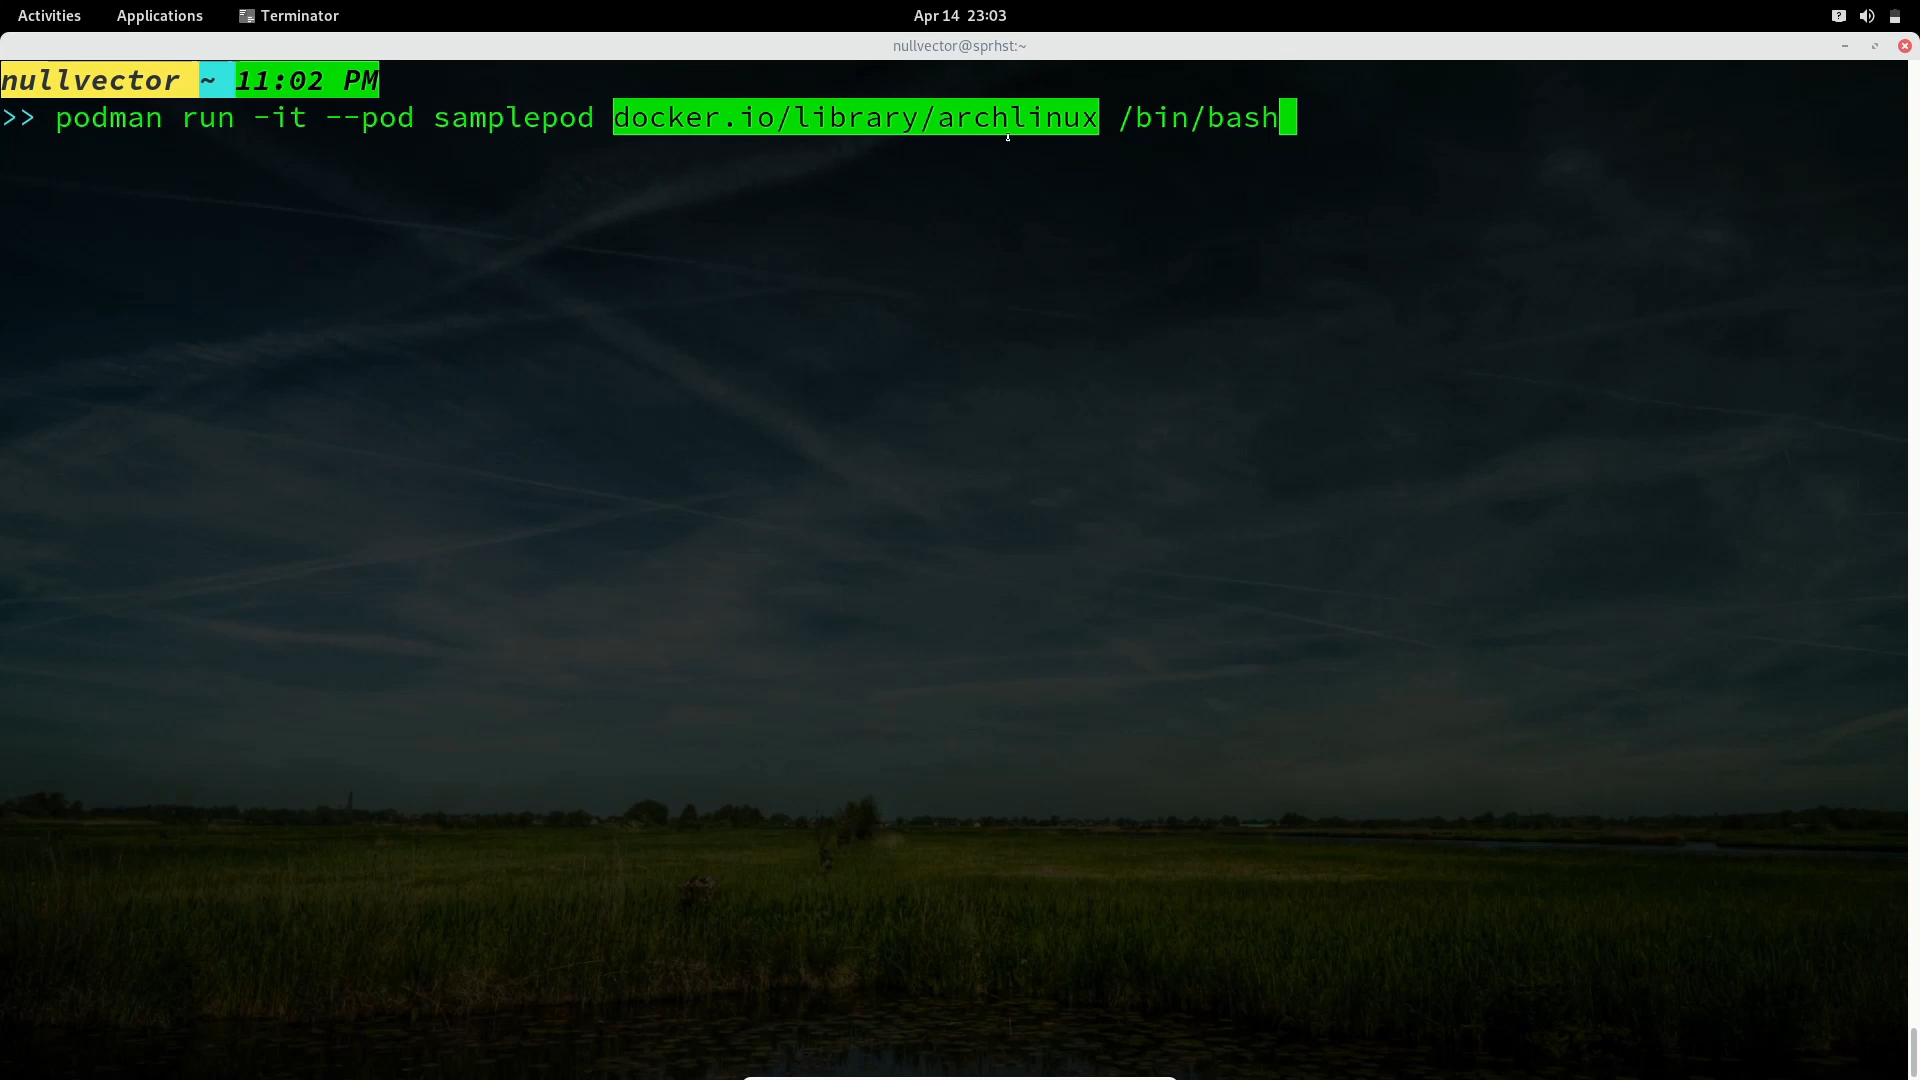 Activities Applications Terminator Apr 14 23:03
nullvector@sprhst:~
nullvector ~ 11:02 PM
>> podman run -it --pod samplepod docker.io/library/archlinux /bin/bash